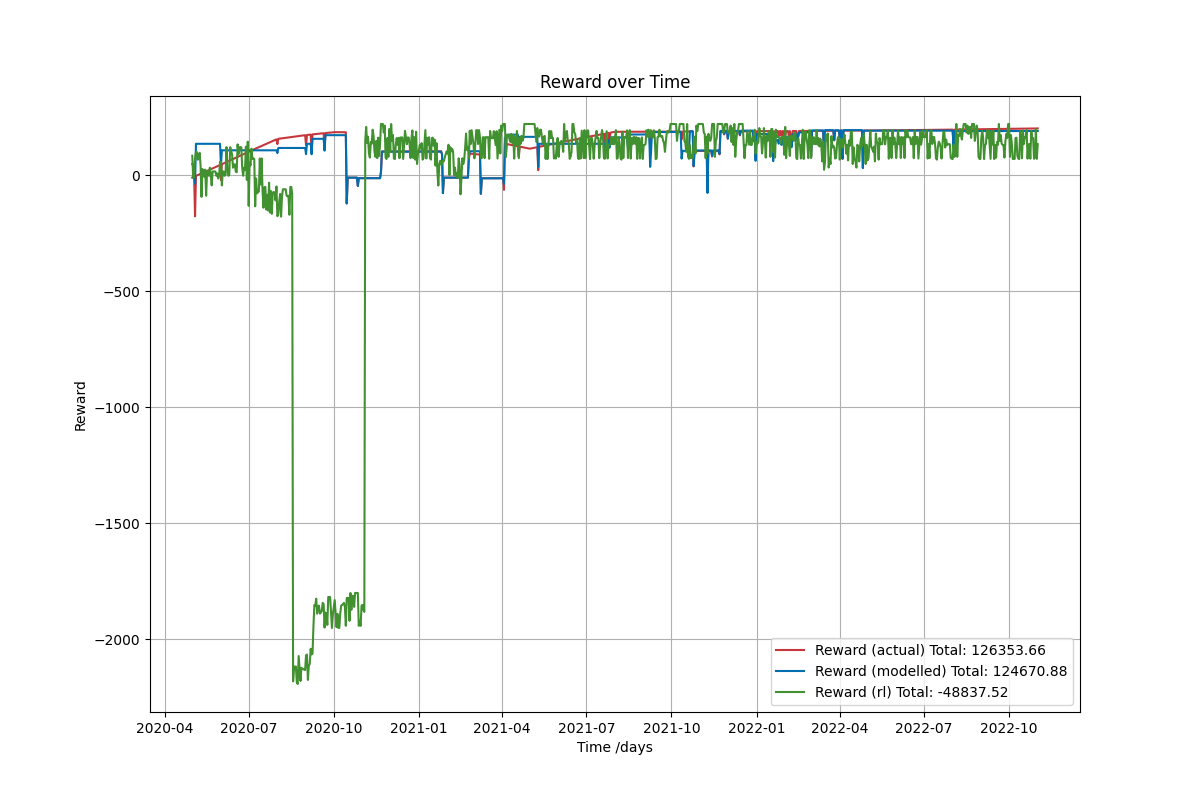 Reward over Time
0
−500
−1000
−1500
−2000
Reward
2020-04 2020-07 2020-10 2021-01 2021-04 2021-07 2021-10 2022-01 2022-04 2022-07 2022-10
Time /days
Reward (actual) Total: 126353.66
Reward (modelled) Total: 124670.88
Reward (rl) Total: -48837.52